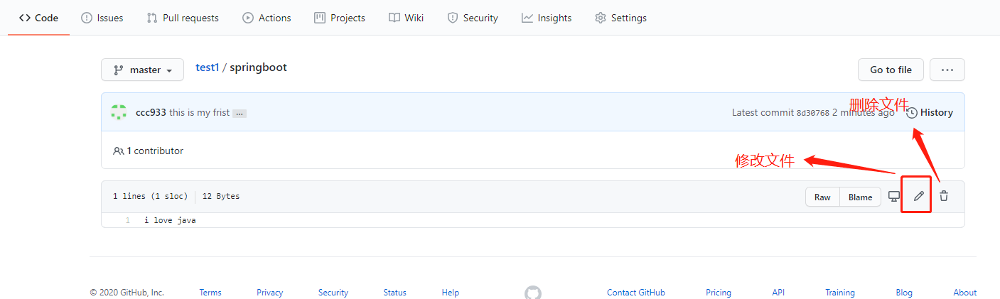 Code Issues Pull requests Actions Projects Wiki Security Insights Settings
master test1 / springboot Go to file ...
ccc933 this is my frist ... Latest commit 8d30768 2 minutes ago History
删除文件
1 contributor
修改文件
1 lines (1 sloc) 12 Bytes Raw Blame
1 i love java
© 2020 GitHub, Inc. Terms Privacy Security Status Help Contact GitHub Pricing API Training Blog About